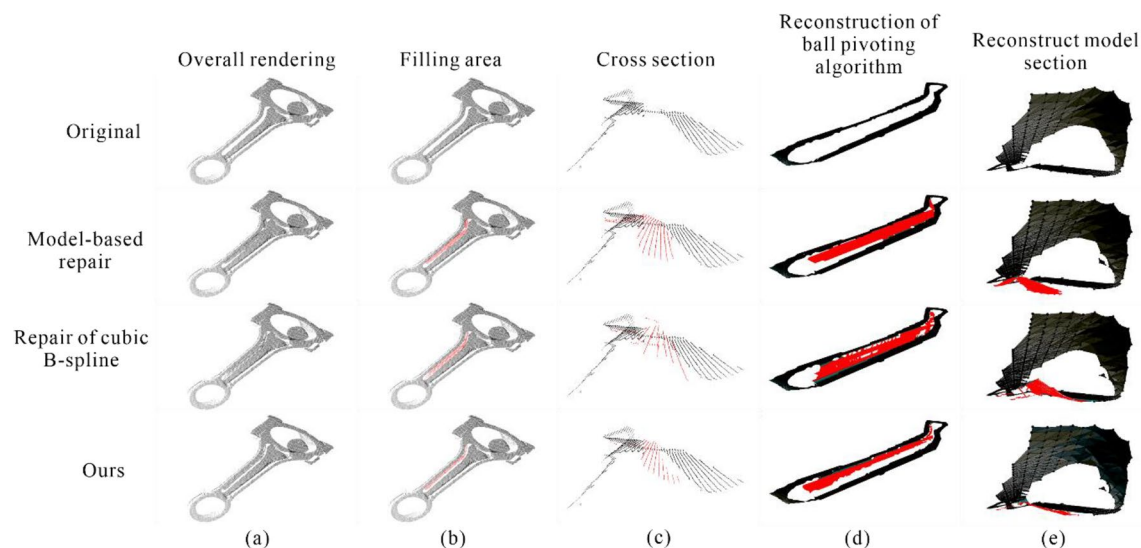 Overall rendering
Filling area
Cross section
Reconstruction of
ball pivoting
algorithm
Reconstruct model
section
Original
Model-based
repair
Repair of cubic
B-spline
Ours
(a)
(b)
(c)
(d)
(e)